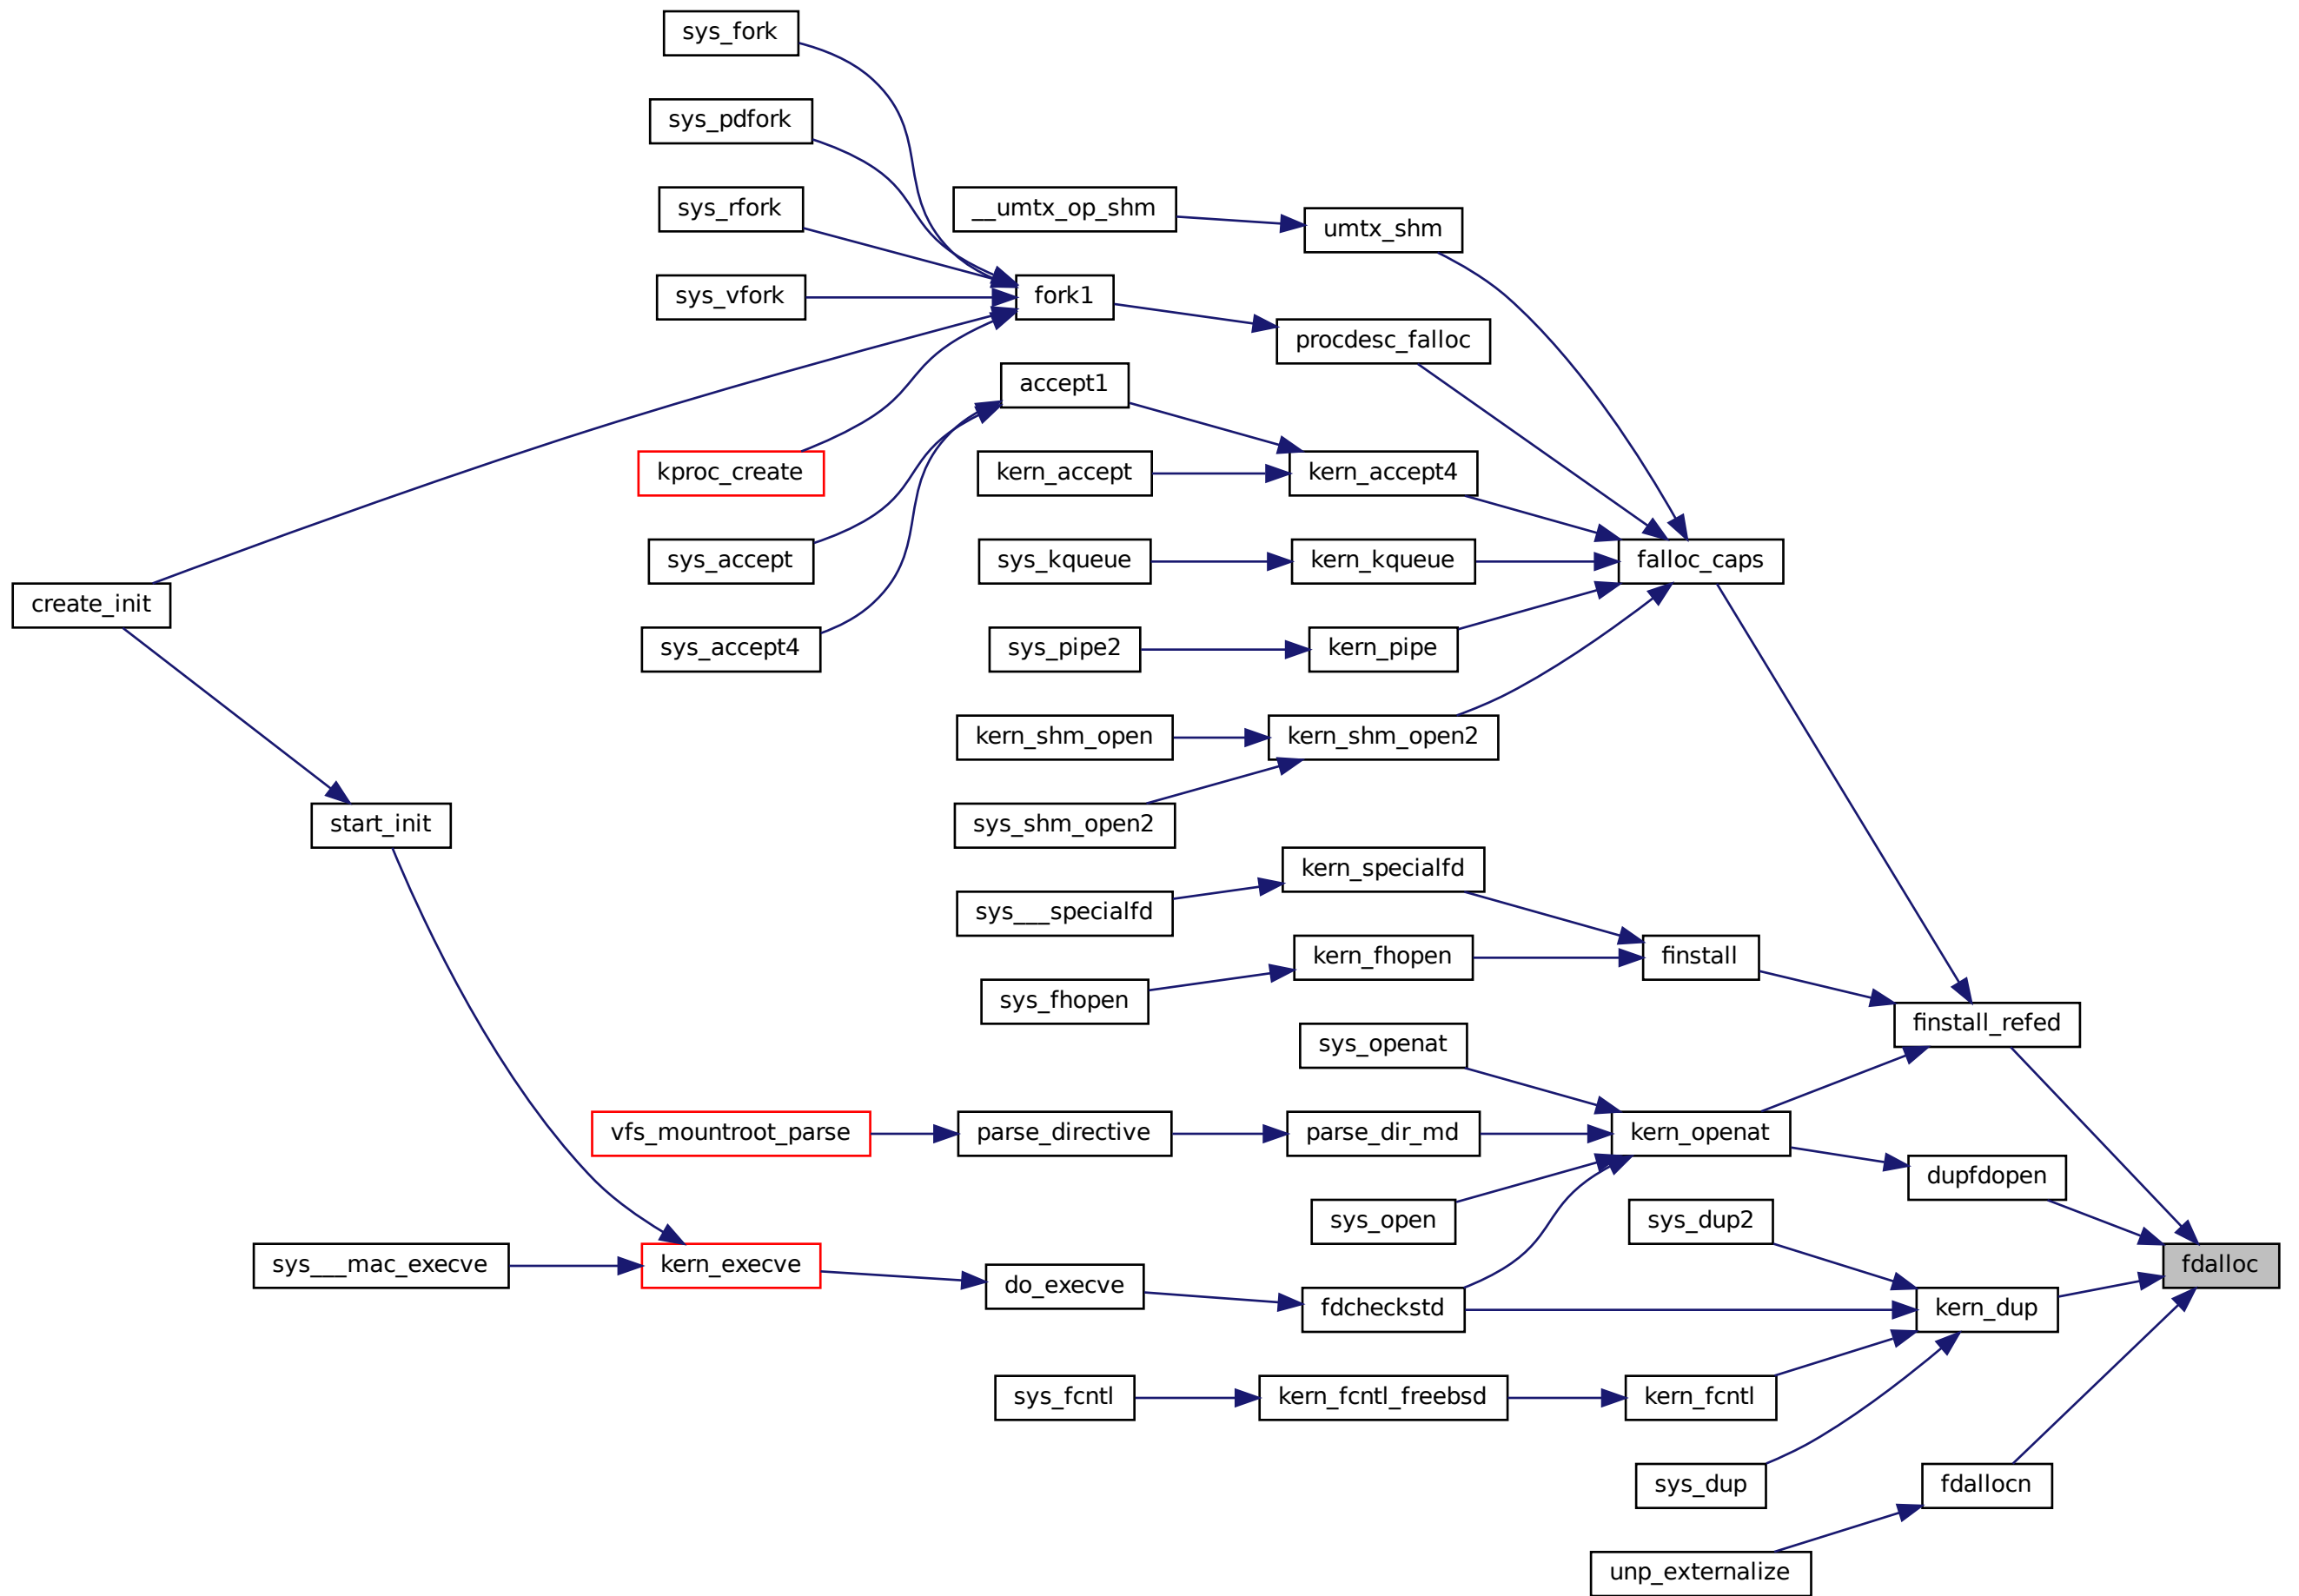 sys_fork
sys_pdfork
sys_rfork
__umtx_op_shm
umtx_shm
sys_vfork
fork1
procdesc_falloc
accept1
kproc_create
kern_accept
kern_accept4
sys_accept
sys_kqueue
kern_kqueue
falloc_caps
create_init
sys_accept4
sys_pipe2
kern_pipe
kern_shm_open
kern_shm_open2
start_init
sys_shm_open2
kern_specialfd
sys___specialfd
kern_fhopen
finstall
sys_fhopen
finstall_refed
sys_openat
vfs_mountroot_parse
parse_directive
parse_dir_md
kern_openat
dupfdopen
sys_open
sys_dup2
sys___mac_execve
kern_execve
do_execve
fdcheckstd
kern_dup
fdalloc
sys_fcntl
kern_fcntl_freebsd
kern_fcntl
sys_dup
fdallocn
unp_externalize